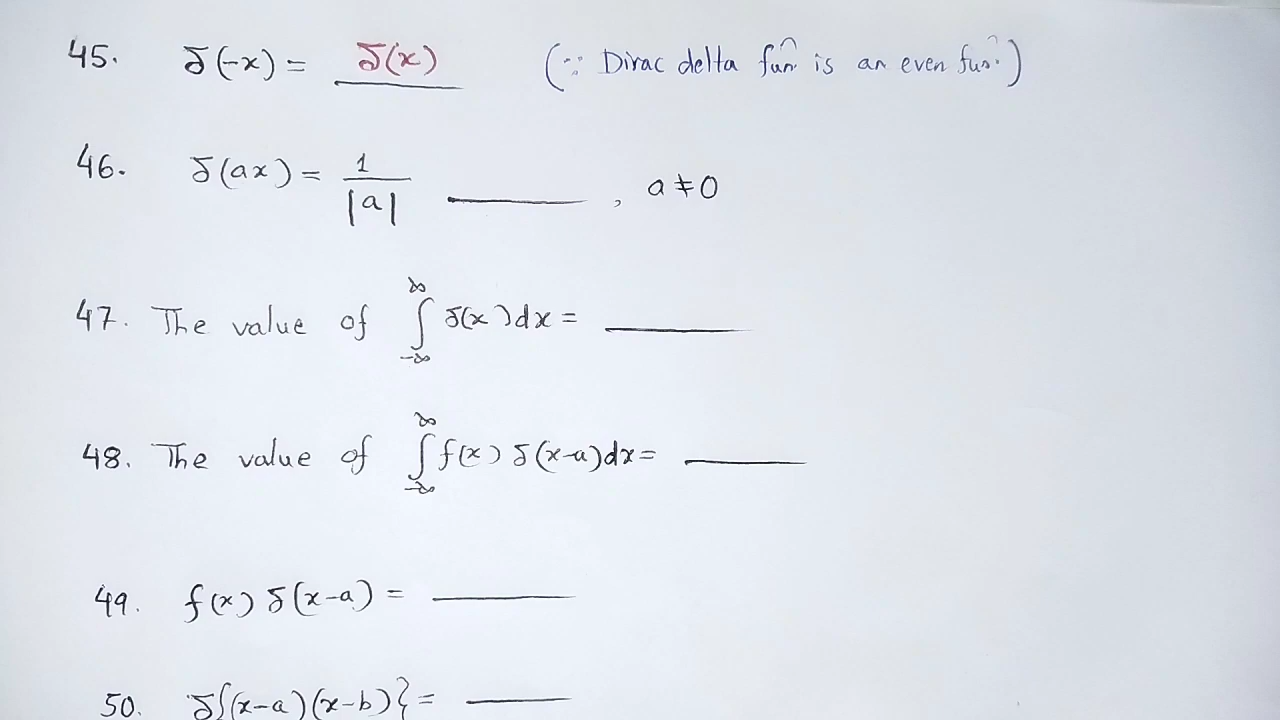 45. δ(-x) = δ(x) (∵ Dirac delta fun. is an even fun.)
46. δ(ax) = 1/|a| ______ , a ≠ 0
47. The value of ∫_{-∞}^{∞} δ(x)dx = ______
48. The value of ∫_{-∞}^{∞} f(x) δ(x-a)dx = ______
49. f(x) δ(x-a) = ______
50. δ{(x-a)(x-b)} = ______